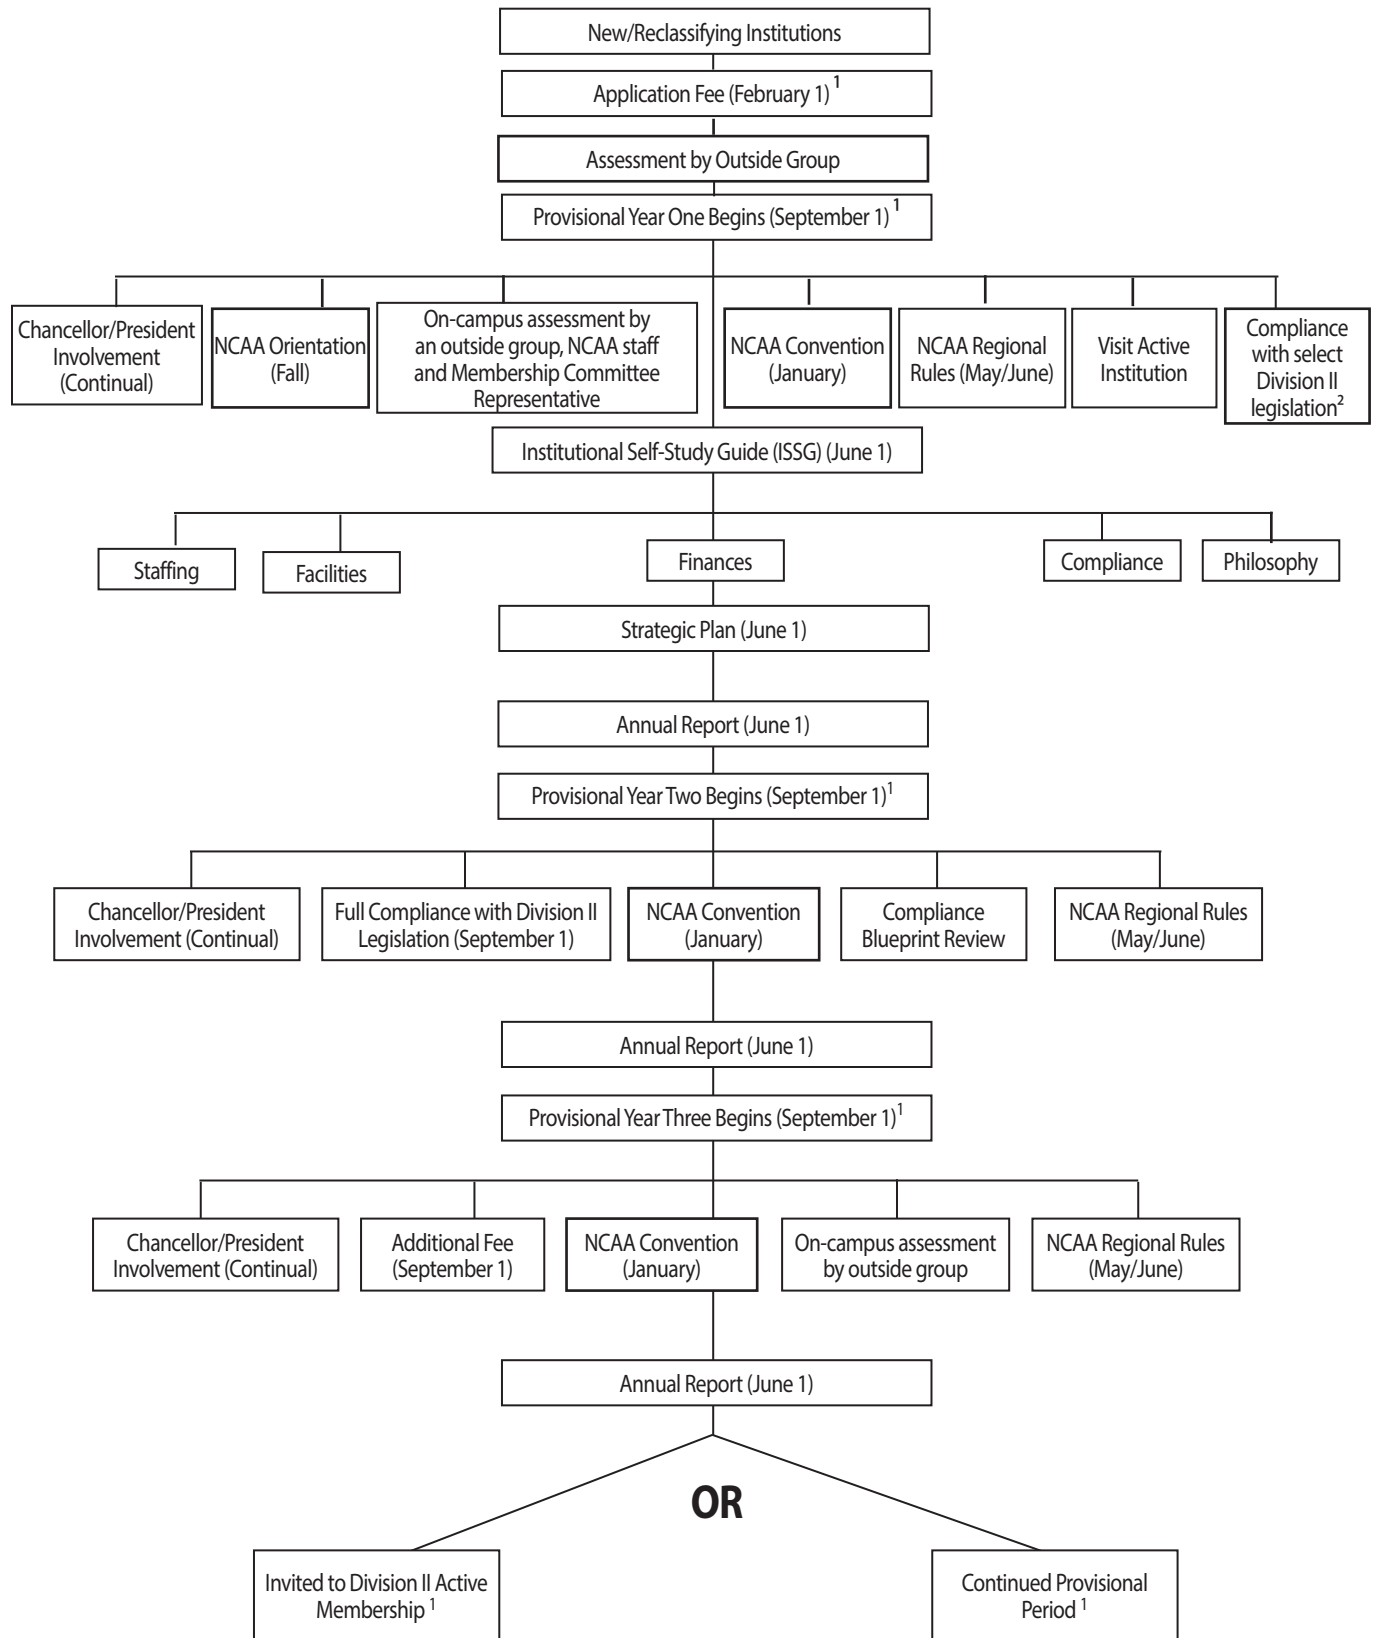 New/Reclassifying Institutions
Application Fee (February 1) 1
Assessment by Outside Group
Provisional Year One Begins (September 1) 1
Chancellor/President
Involvement
(Continual)
NCAA Orientation
(Fall)
On-campus assessment by
an outside group, NCAA staff
and Membership Committee
Representative
NCAA Convention
(January)
NCAA Regional
Rules (May/June)
Visit Active
Institution
Compliance
with select
Division II
legislation²
Institutional Self-Study Guide (ISSG) (June 1)
Staffing
Facilities
Finances
Compliance
Philosophy
Strategic Plan (June 1)
Annual Report (June 1)
Provisional Year Two Begins (September 1)1
Chancellor/President
Involvement (Continual)
Full Compliance with Division II
Legislation (September 1)
NCAA Convention
(January)
Compliance
Blueprint Review
NCAA Regional Rules
(May/June)
Annual Report (June 1)
Provisional Year Three Begins (September 1)1
Chancellor/President
Involvement (Continual)
Additional Fee
(September 1)
NCAA Convention
(January)
On-campus assessment
by outside group
NCAA Regional Rules
(May/June)
Annual Report (June 1)
OR
Invited to Division II Active
Membership 1
Continued Provisional
Period 1